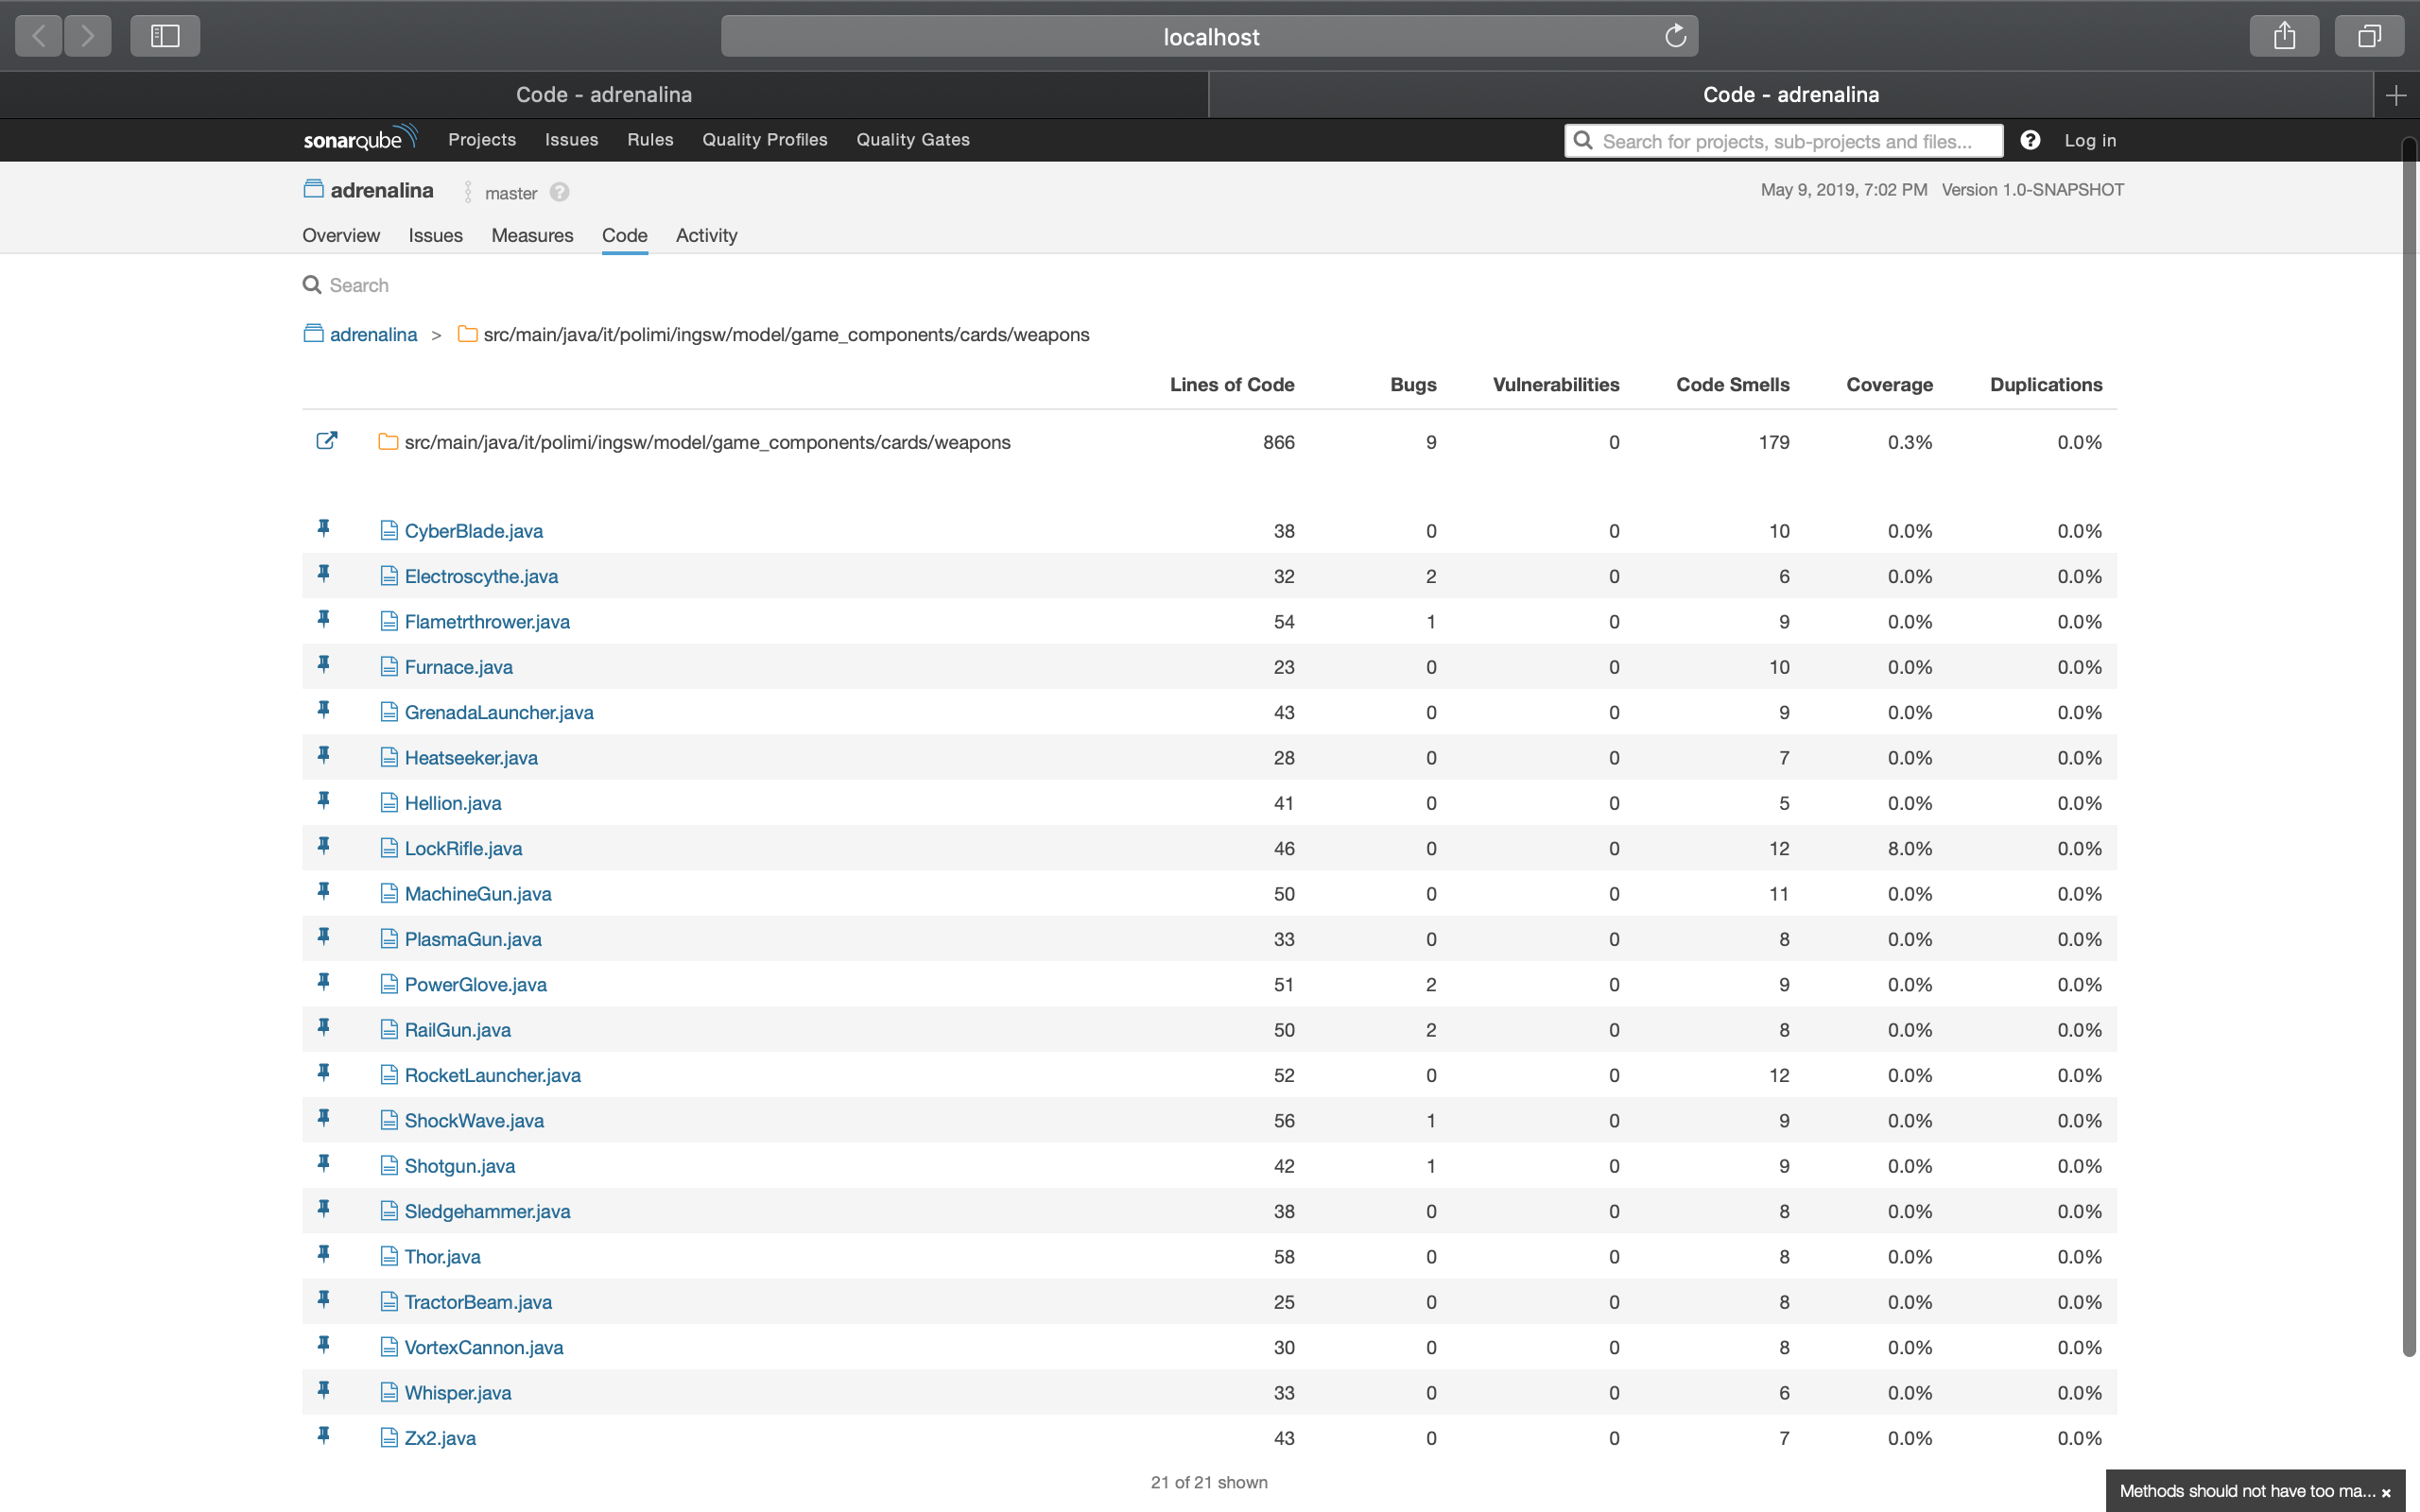 localhost
Code - adrenalina
Code - adrenalina
sonarqube Projects Issues Rules Quality Profiles Quality Gates Search for projects, sub-projects and files... ? Log in
adrenalina master ? May 9, 2019, 7:02 PM Version 1.0-SNAPSHOT
Overview Issues Measures Code Activity
Search
adrenalina > src/main/java/it/polimi/ingsw/model/game_components/cards/weapons
Lines of Code Bugs Vulnerabilities Code Smells Coverage Duplications
src/main/java/it/polimi/ingsw/model/game_components/cards/weapons 866 9 0 179 0.3% 0.0%
CyberBlade.java 38 0 0 10 0.0% 0.0%
Electroscythe.java 32 2 0 6 0.0% 0.0%
Flametrthrower.java 54 1 0 9 0.0% 0.0%
Furnace.java 23 0 0 10 0.0% 0.0%
GrenadaLauncher.java 43 0 0 9 0.0% 0.0%
Heatseeker.java 28 0 0 7 0.0% 0.0%
Hellion.java 41 0 0 5 0.0% 0.0%
LockRifle.java 46 0 0 12 8.0% 0.0%
MachineGun.java 50 0 0 11 0.0% 0.0%
PlasmaGun.java 33 0 0 8 0.0% 0.0%
PowerGlove.java 51 2 0 9 0.0% 0.0%
RailGun.java 50 2 0 8 0.0% 0.0%
RocketLauncher.java 52 0 0 12 0.0% 0.0%
ShockWave.java 56 1 0 9 0.0% 0.0%
Shotgun.java 42 1 0 9 0.0% 0.0%
Sledgehammer.java 38 0 0 8 0.0% 0.0%
Thor.java 58 0 0 8 0.0% 0.0%
TractorBeam.java 25 0 0 8 0.0% 0.0%
VortexCannon.java 30 0 0 8 0.0% 0.0%
Whisper.java 33 0 0 6 0.0% 0.0%
Zx2.java 43 0 0 7 0.0% 0.0%
21 of 21 shown
Methods should not have too ma... ×